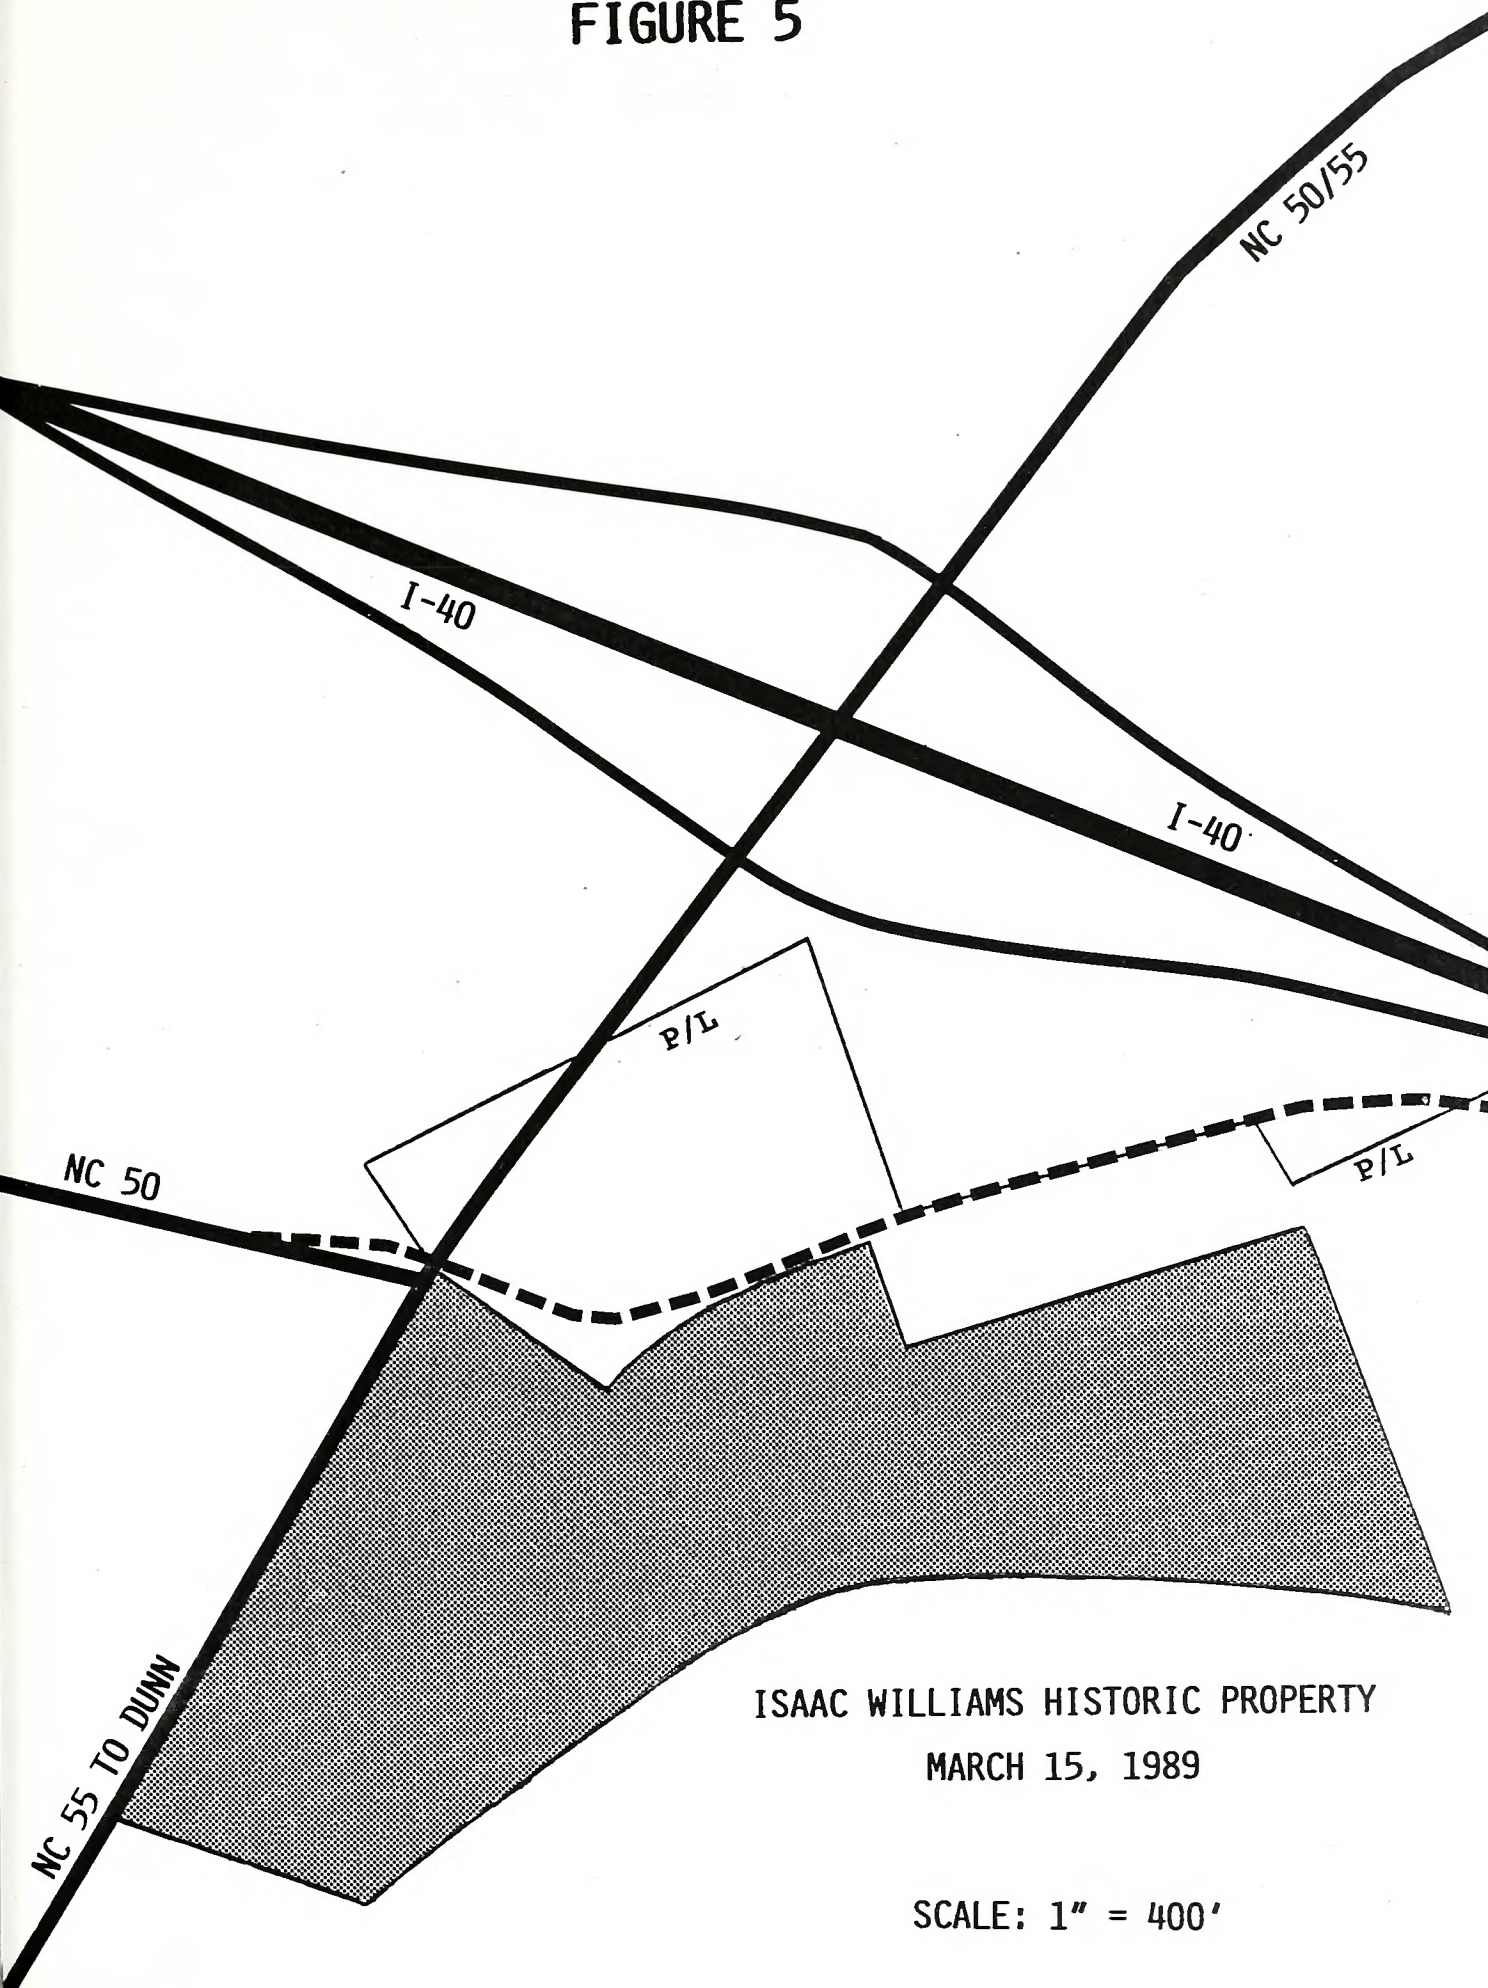 FIGURE 5
NC 50/55
I-40
I-40
P/L
P/L
NC 50
NC 55 TO DUNN
ISAAC WILLIAMS HISTORIC PROPERTY
MARCH 15, 1989
SCALE: 1" = 400'